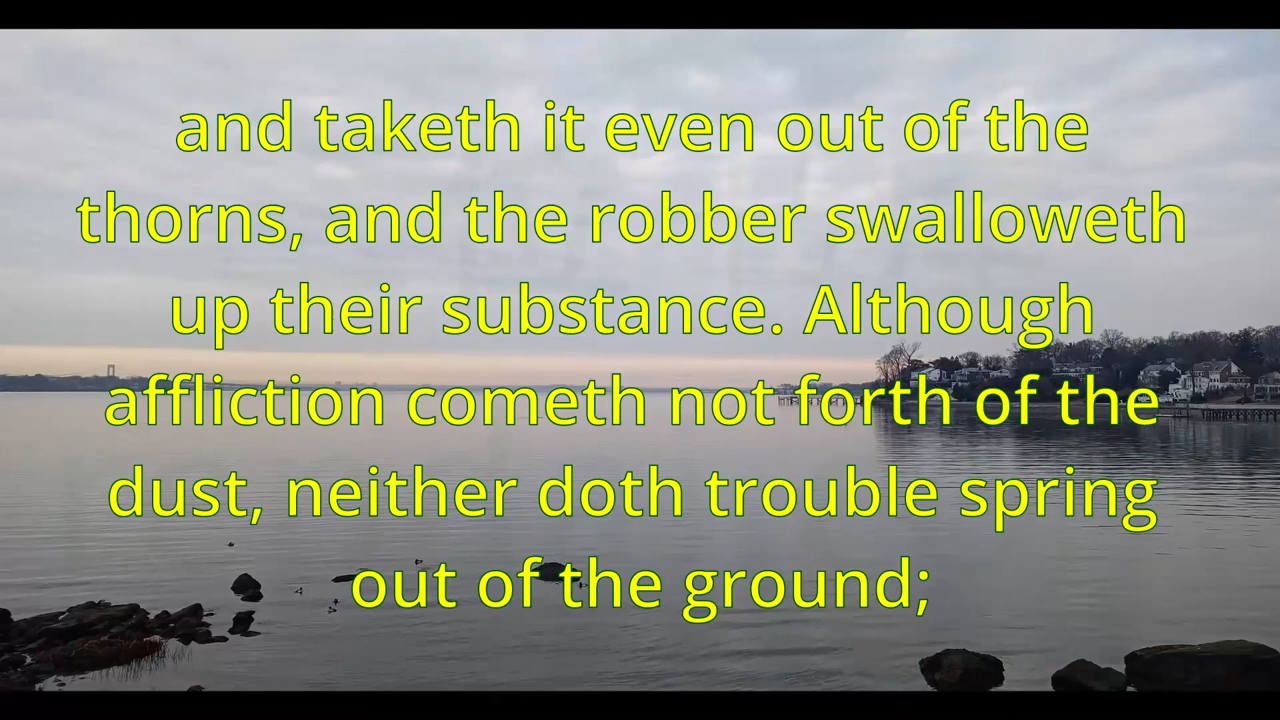 and taketh it even out of the
thorns, and the robber swalloweth
up their substance. Although
affliction cometh not forth of the
dust, neither doth trouble spring
out of the ground;